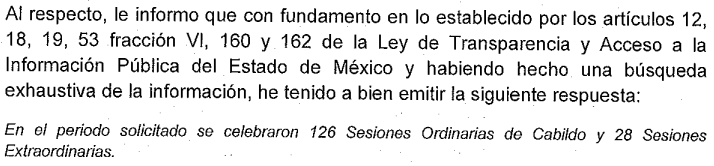 Al respecto, le informo que con fundamento en lo establecido por los artículos 12,
18, 19, 53 fracción VI, 160 y 162 de la Ley de Transparencia y Acceso a la
Información Pública del Estado de México y habiendo hecho una búsqueda
exhaustiva de la información, he tenido a bien emitir la siguiente respuesta:
En el periodo solicitado se celebraron 126 Sesiones Ordinarias de Cabildo y 28 Sesiones
Extraordinarias.